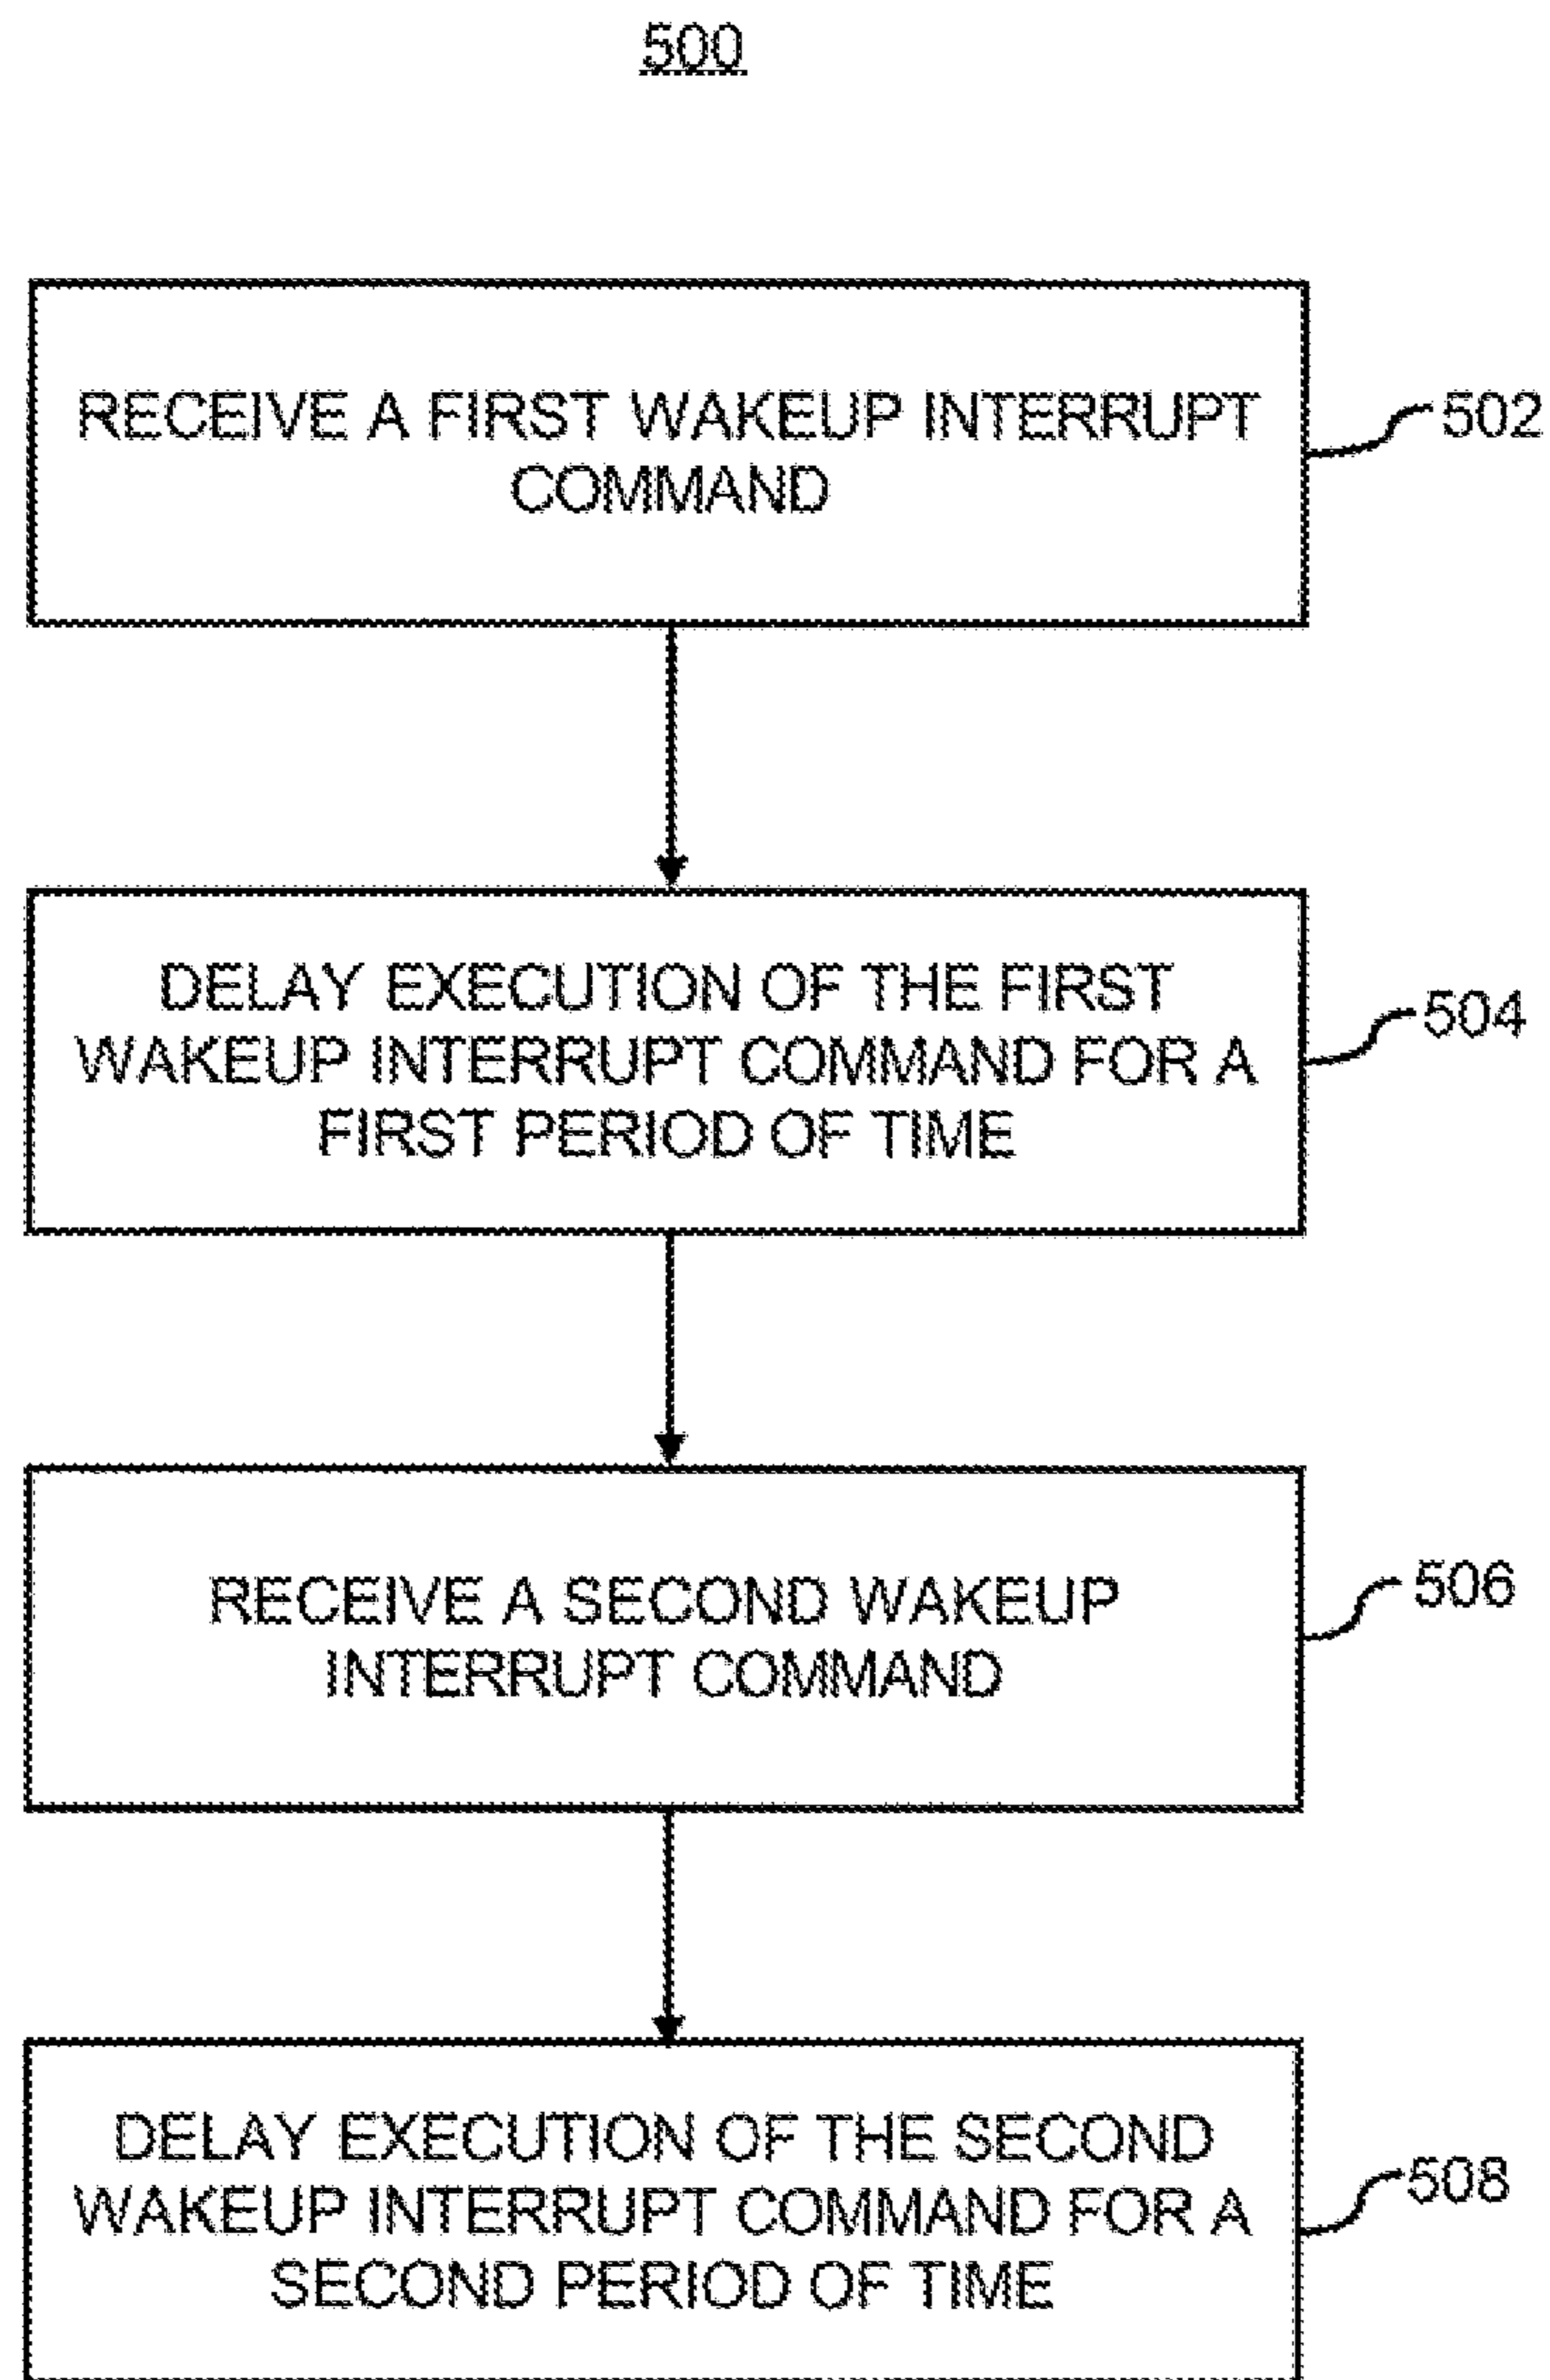 500
RECEIVE A FIRST WAKEUP INTERRUPT
COMMAND
502
DELAY EXECUTION OF THE FIRST
WAKEUP INTERRUPT COMMAND FOR A
FIRST PERIOD OF TIME
504
RECEIVE A SECOND WAKEUP
INTERRUPT COMMAND
506
DELAY EXECUTION OF THE SECOND
WAKEUP INTERRUPT COMMAND FOR A
SECOND PERIOD OF TIME
508